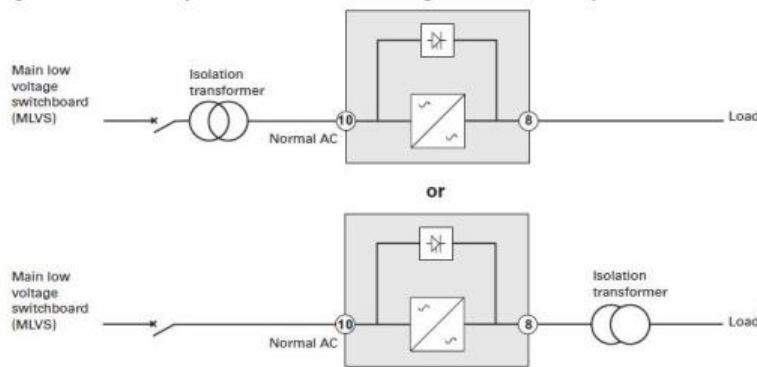 Main low
voltage
switchboard
(MLVS)
Isolation
transformer
10
Normal AC
8
Load
or
Main low
voltage
switchboard
(MLVS)
10
Normal AC
8
Isolation
transformer
Load